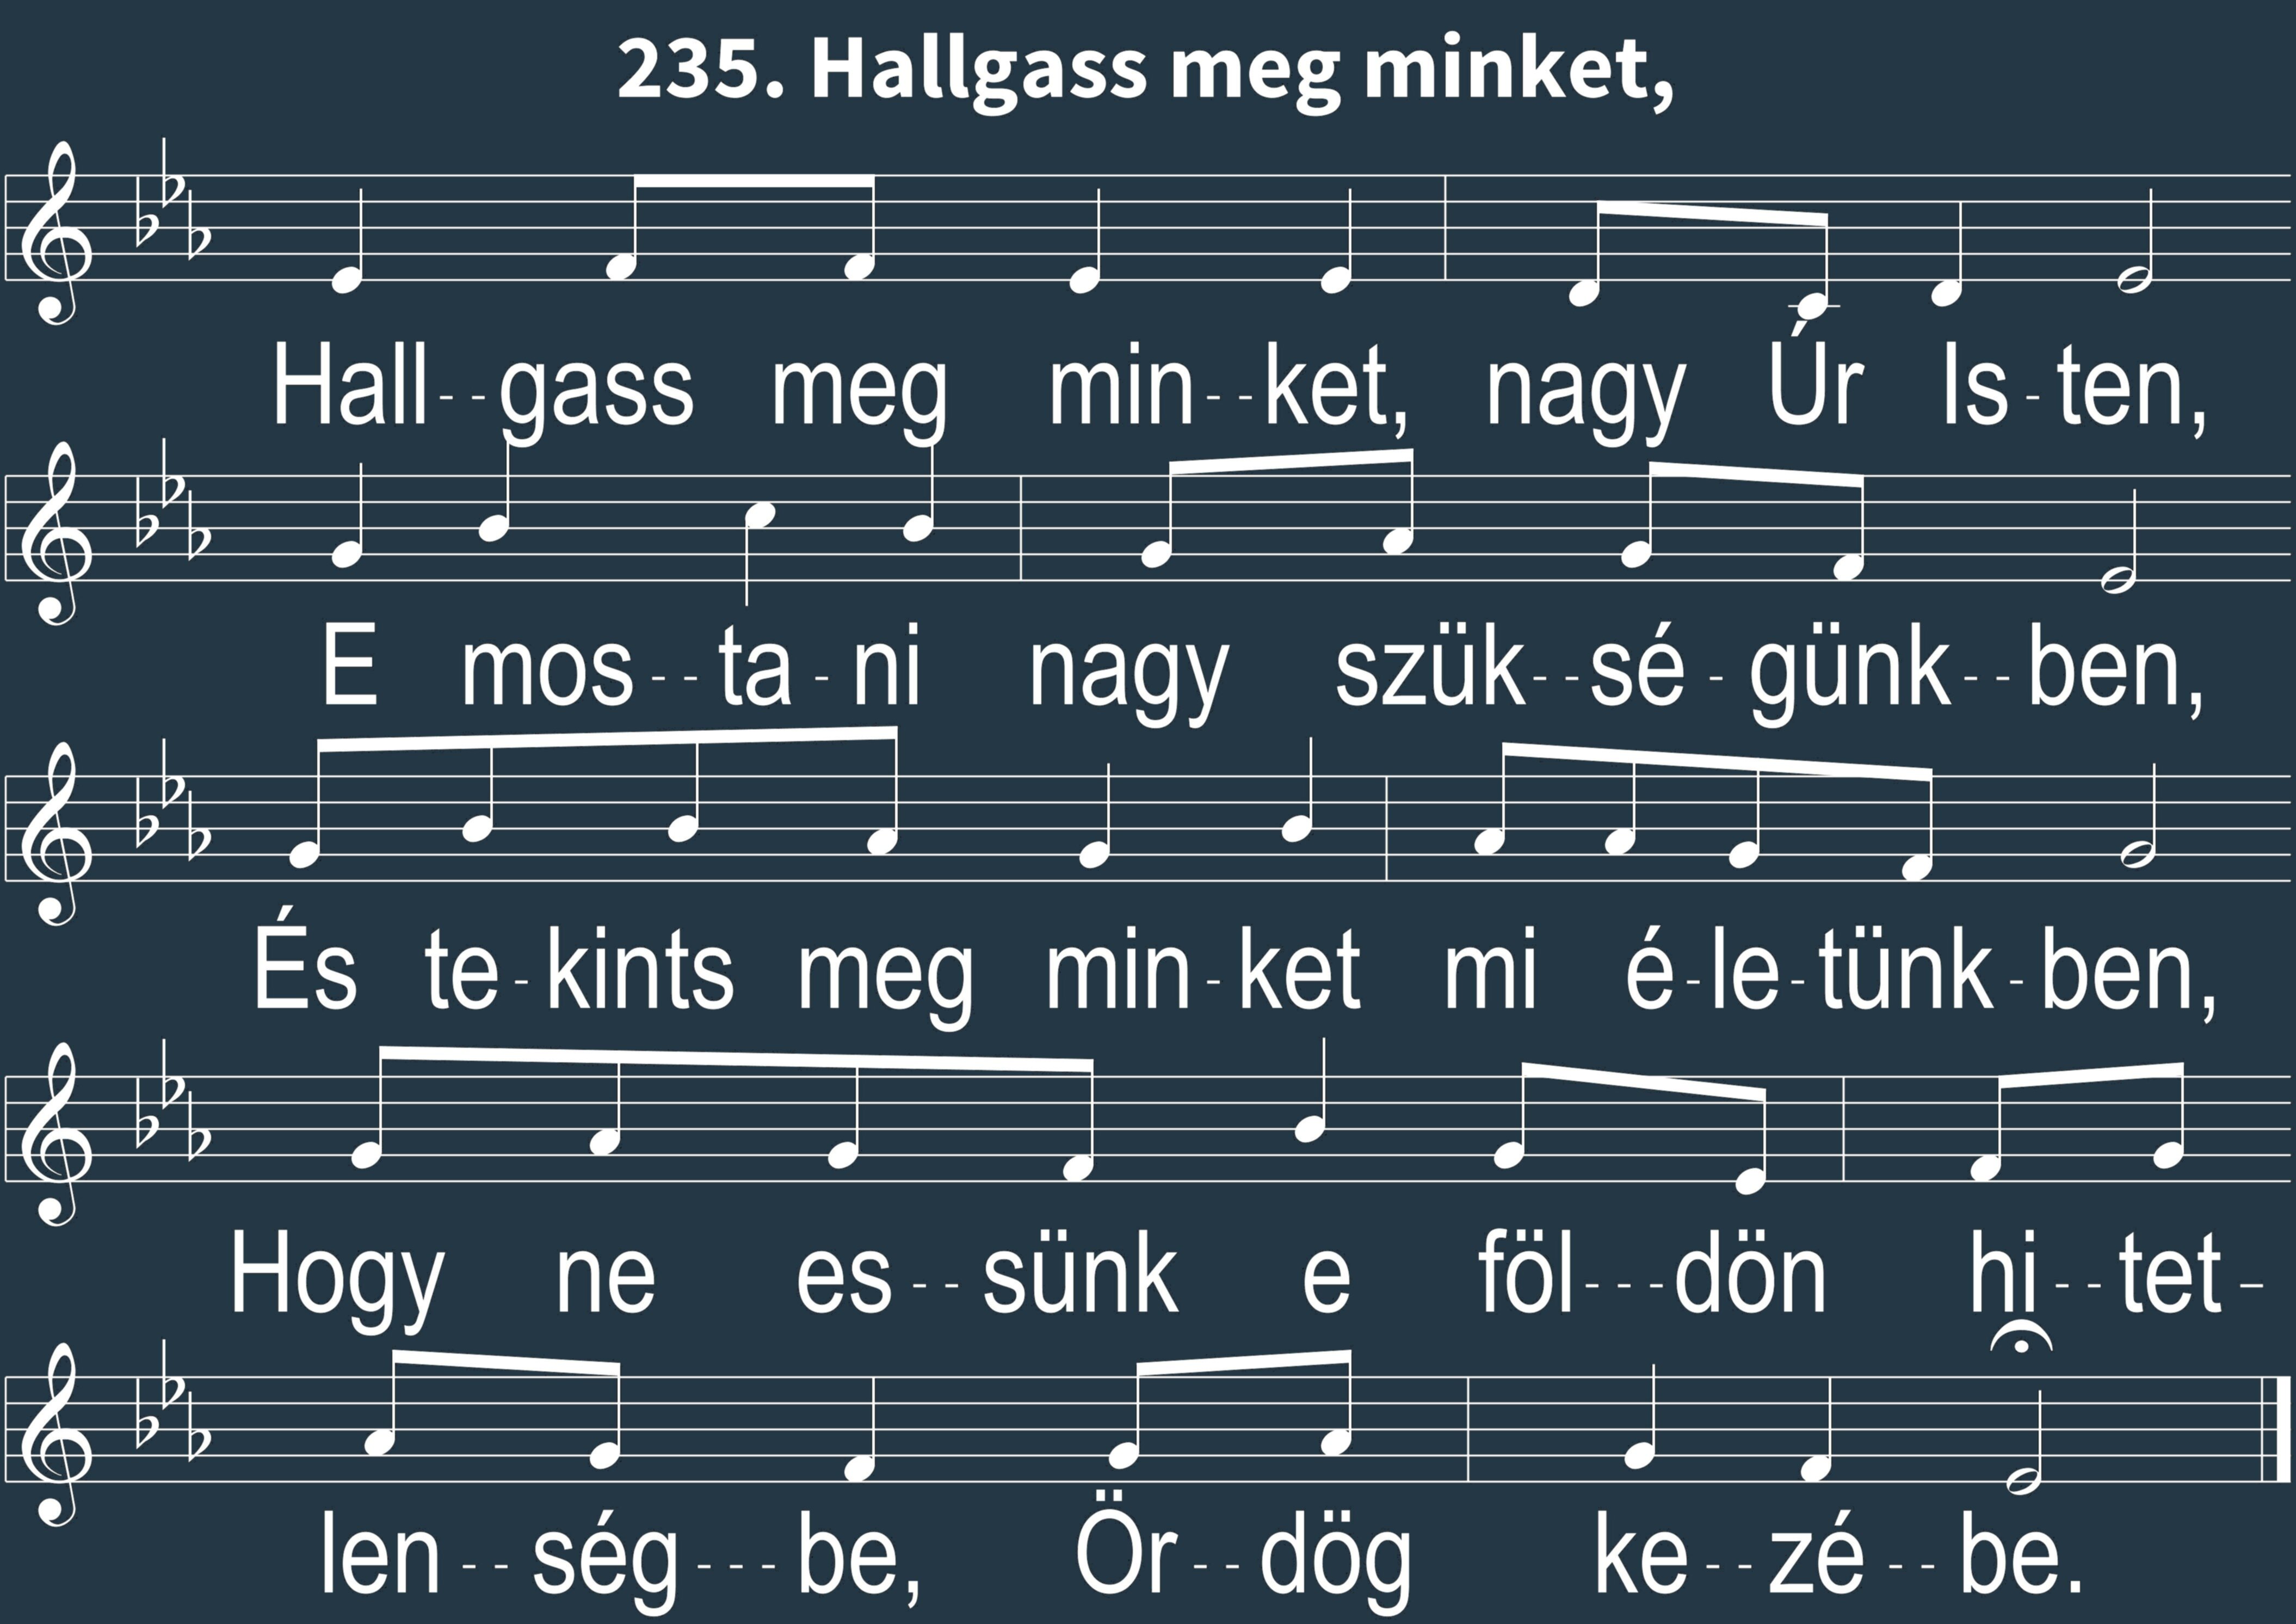 235. Hallgass meg minket,
Hall--gass meg min--ket, nagy Úr Is-ten,
E mos--ta-ni nagy szük--sé-günk--ben,
És te-kints meg min-ket mi é-le-tünk-ben,
Hogy ne es--sünk e föl---dön hi--tet-
len--ség---be, Ör--dög ke--zé--be.